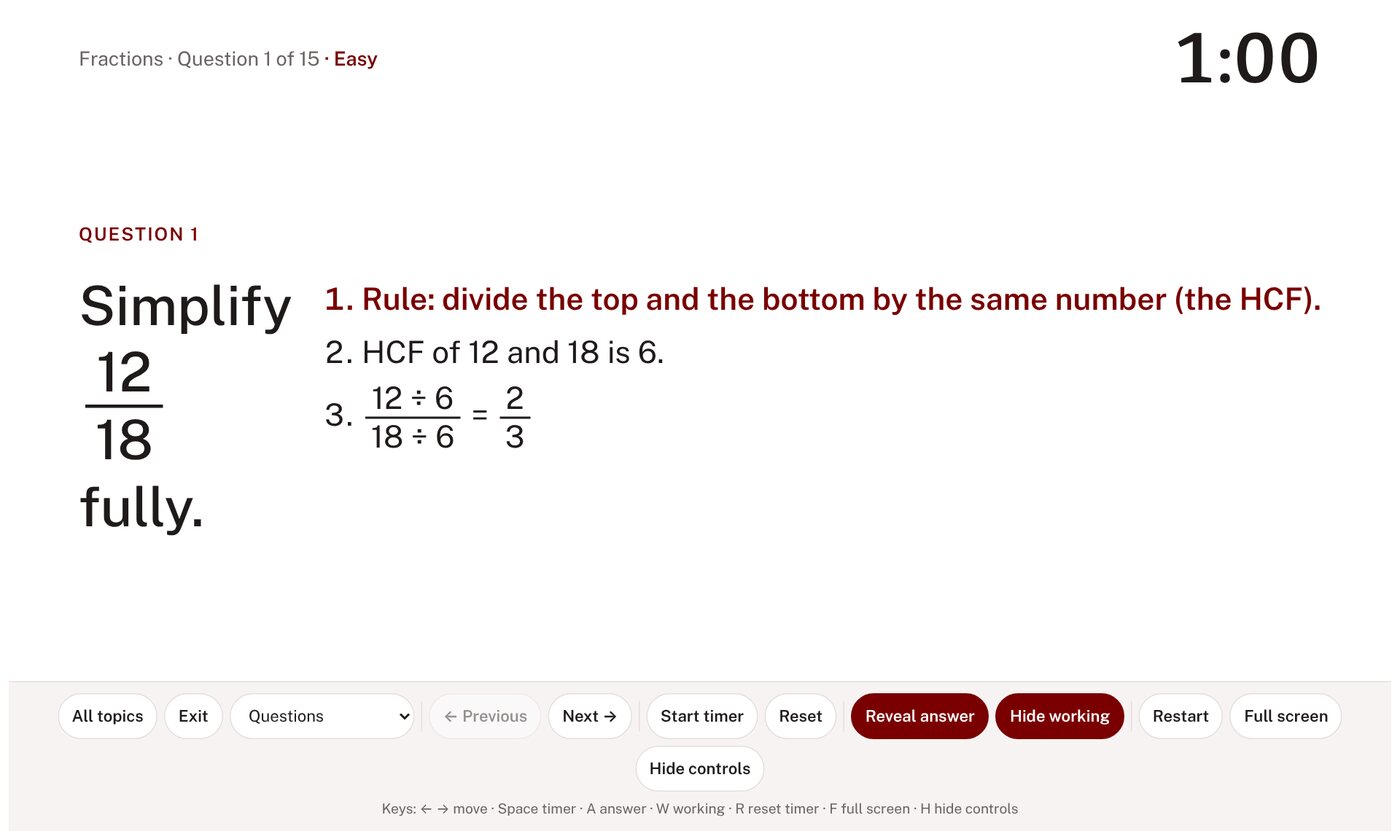 Fractions · Question 1 of 15 · Easy
1:00
QUESTION 1
Simplify
12
18
fully.
1. Rule: divide the top and the bottom by the same number (the HCF).
2. HCF of 12 and 18 is 6.
3. 12 ÷ 6 / 18 ÷ 6 = 2 / 3
All topics Exit Questions ← Previous Next → Start timer Reset Reveal answer Hide working Restart Full screen
Hide controls
Keys: ← → move · Space timer · A answer · W working · R reset timer · F full screen · H hide controls